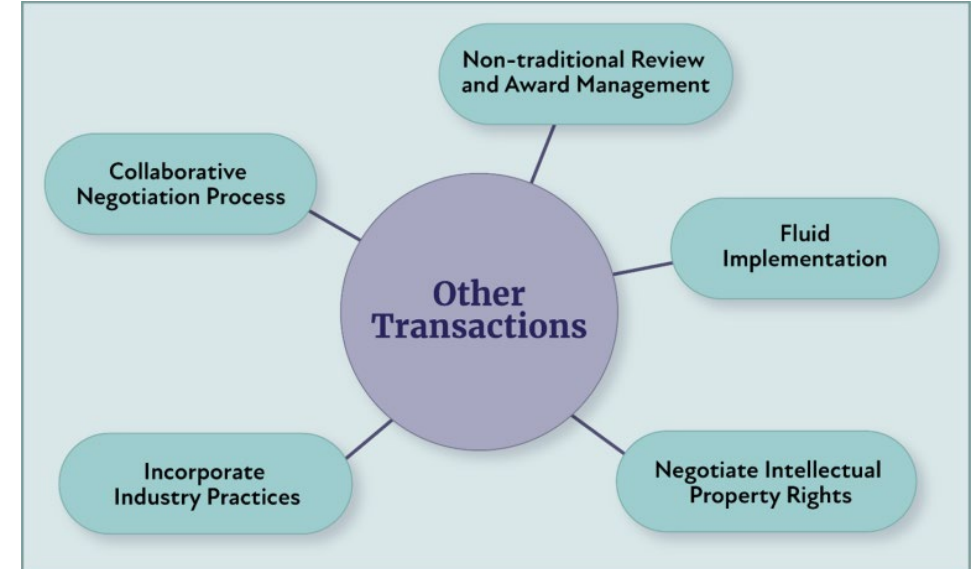 Non-traditional Review
and Award Management
Collaborative
Negotiation Process
Fluid
Implementation
Other
Transactions
Incorporate
Industry Practices
Negotiate Intellectual
Property Rights